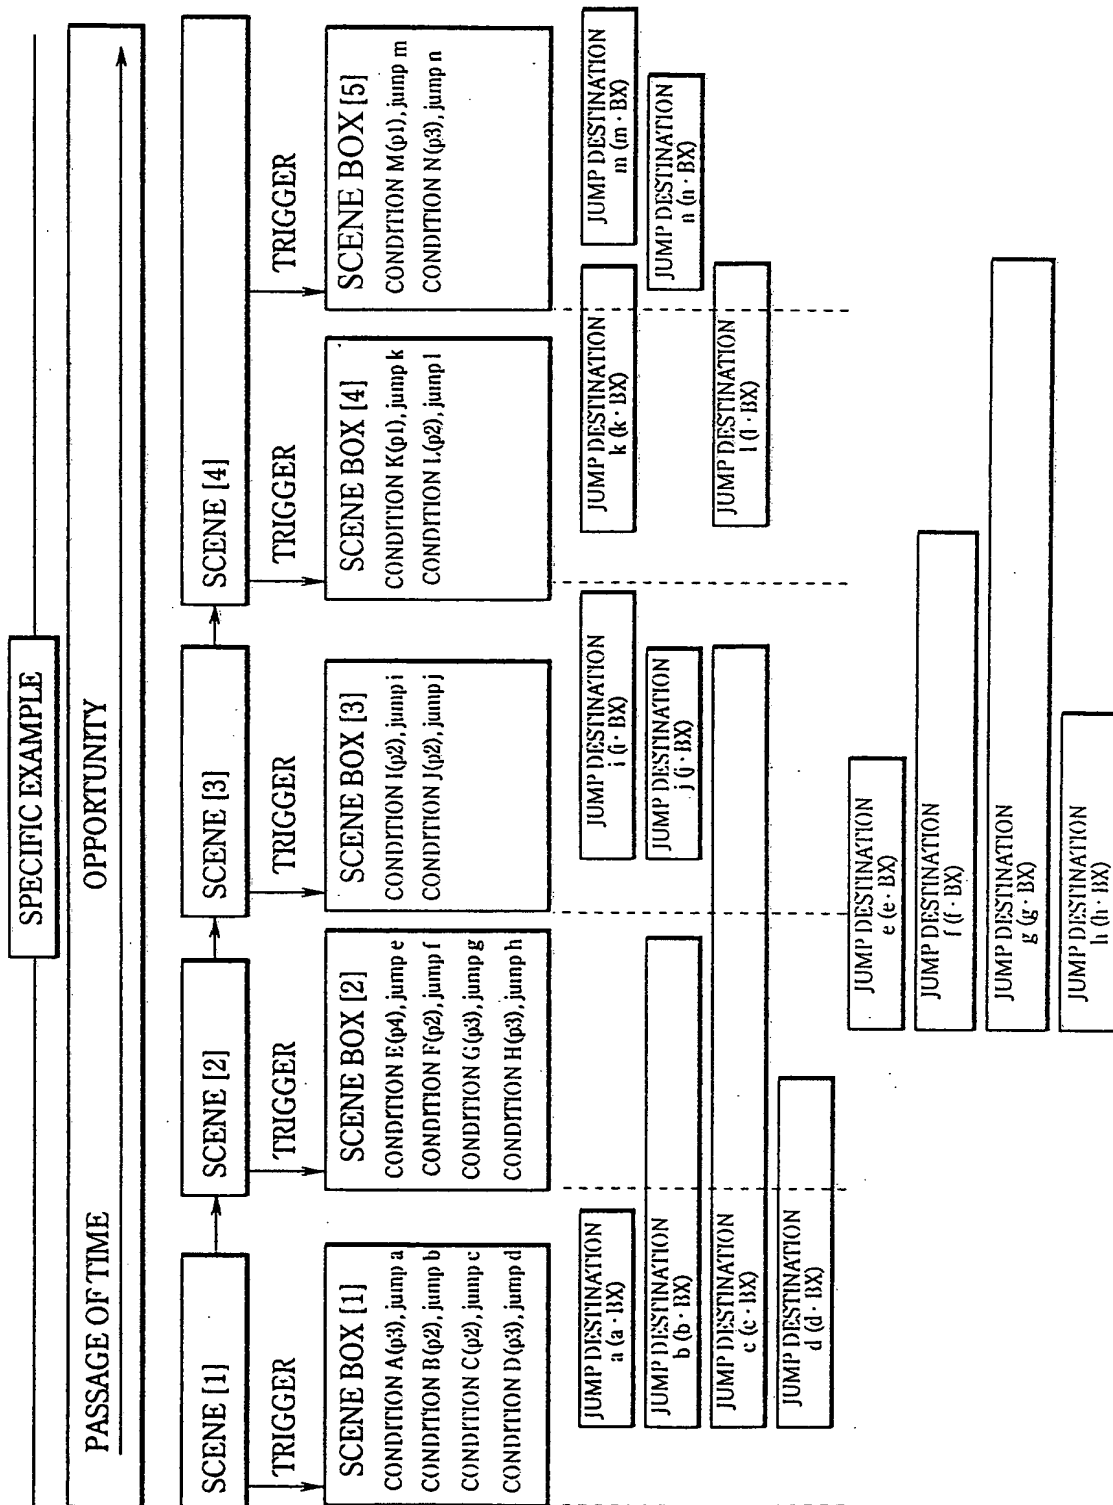 SPECIFIC EXAMPLE
PASSAGE OF TIME
OPPORTUNITY
SCENE [1]
SCENE [2]
SCENE [3]
SCENE [4]
TRIGGER
TRIGGER
TRIGGER
TRIGGER
TRIGGER
SCENE BOX [1]
CONDITION A(p3), jump a
CONDITION B(p2), jump b
CONDITION C(p2), jump c
CONDITION D(p3), jump d
SCENE BOX [2]
CONDITION E(p4), jump e
CONDITION F(p2), jump f
CONDITION G(p3), jump g
CONDITION H(p3), jump h
SCENE BOX [3]
CONDITION I(p2), jump i
CONDITION J(p2), jump j
SCENE BOX [4]
CONDITION K(p1), jump k
CONDITION L(p2), jump l
SCENE BOX [5]
CONDITION M(p1), jump m
CONDITION N(p3), jump n
JUMP DESTINATION
a (a · BX)
JUMP DESTINATION
b (b · BX)
JUMP DESTINATION
c (c · BX)
JUMP DESTINATION
d (d · BX)
JUMP DESTINATION
e (e · BX)
JUMP DESTINATION
f (f · BX)
JUMP DESTINATION
g (g · BX)
JUMP DESTINATION
h (h · BX)
JUMP DESTINATION
i (i · BX)
JUMP DESTINATION
j (j · BX)
JUMP DESTINATION
k (k · BX)
JUMP DESTINATION
l (l · BX)
JUMP DESTINATION
m (m · BX)
JUMP DESTINATION
n (n · BX)